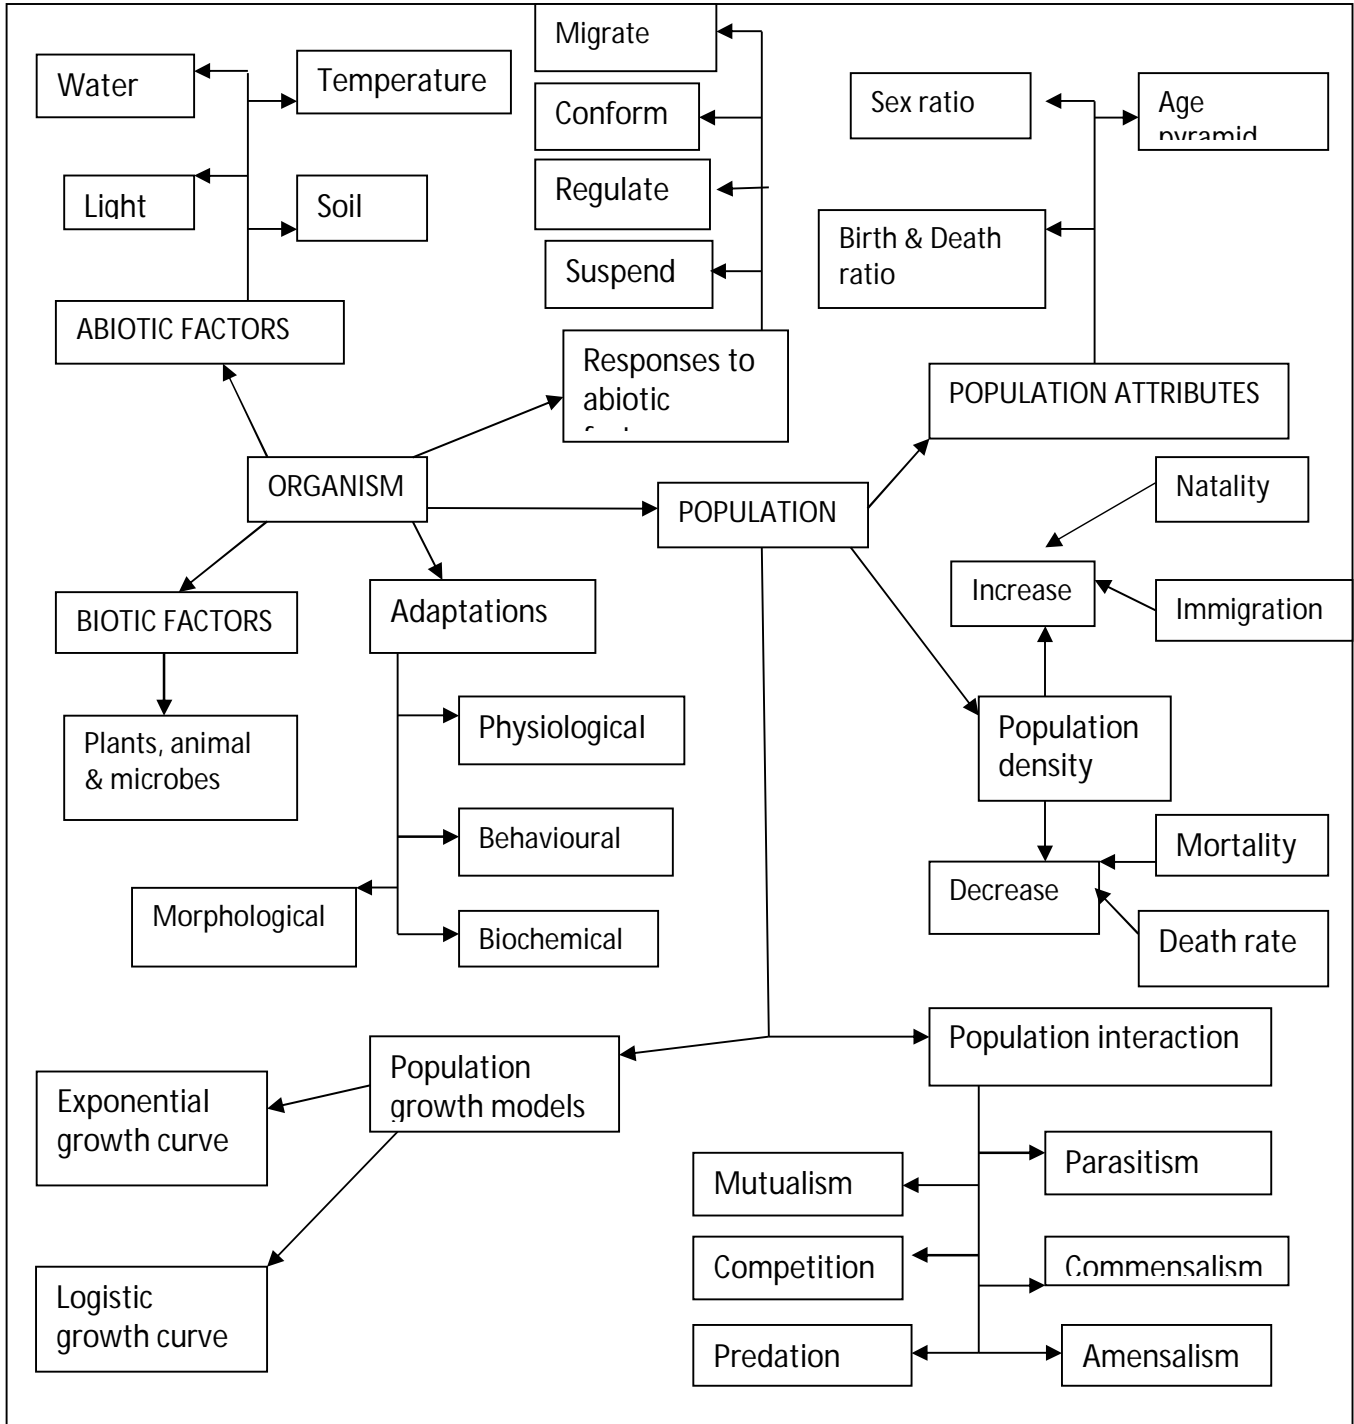 Migrate
Water
Temperature
Conform
Sex ratio
Age
pyramid
Regulate
Light
Soil
Suspend
Birth & Death
ratio
ABIOTIC FACTORS
Responses to
abiotic
POPULATION ATTRIBUTES
ORGANISM
POPULATION
Natality
Increase
Immigration
BIOTIC FACTORS
Adaptations
Plants, animal
& microbes
Physiological
Population
density
Behavioural
Mortality
Morphological
Biochemical
Decrease
Death rate
Population interaction
Population
growth models
Exponential
growth curve
Mutualism
Parasitism
Competition
Commensalism
Logistic
growth curve
Predation
Amensalism